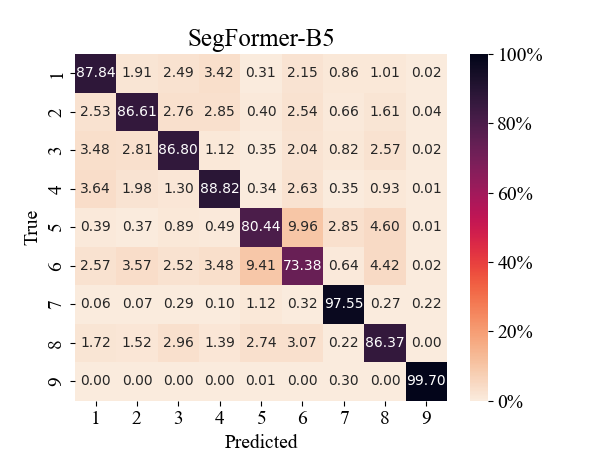 SegFormer-B5
1 87.84 1.91 2.49 3.42 0.31 2.15 0.86 1.01 0.02
2 2.53 86.61 2.76 2.85 0.40 2.54 0.66 1.61 0.04
3 3.48 2.81 86.80 1.12 0.35 2.04 0.82 2.57 0.02
4 3.64 1.98 1.30 88.82 0.34 2.63 0.35 0.93 0.01
5 0.39 0.37 0.89 0.49 80.44 9.96 2.85 4.60 0.01
6 2.57 3.57 2.52 3.48 9.41 73.38 0.64 4.42 0.02
7 0.06 0.07 0.29 0.10 1.12 0.32 97.55 0.27 0.22
8 1.72 1.52 2.96 1.39 2.74 3.07 0.22 86.37 0.00
9 0.00 0.00 0.00 0.00 0.01 0.00 0.30 0.00 99.70
1 2 3 4 5 6 7 8 9
Predicted
True
100%
80%
60%
40%
20%
0%